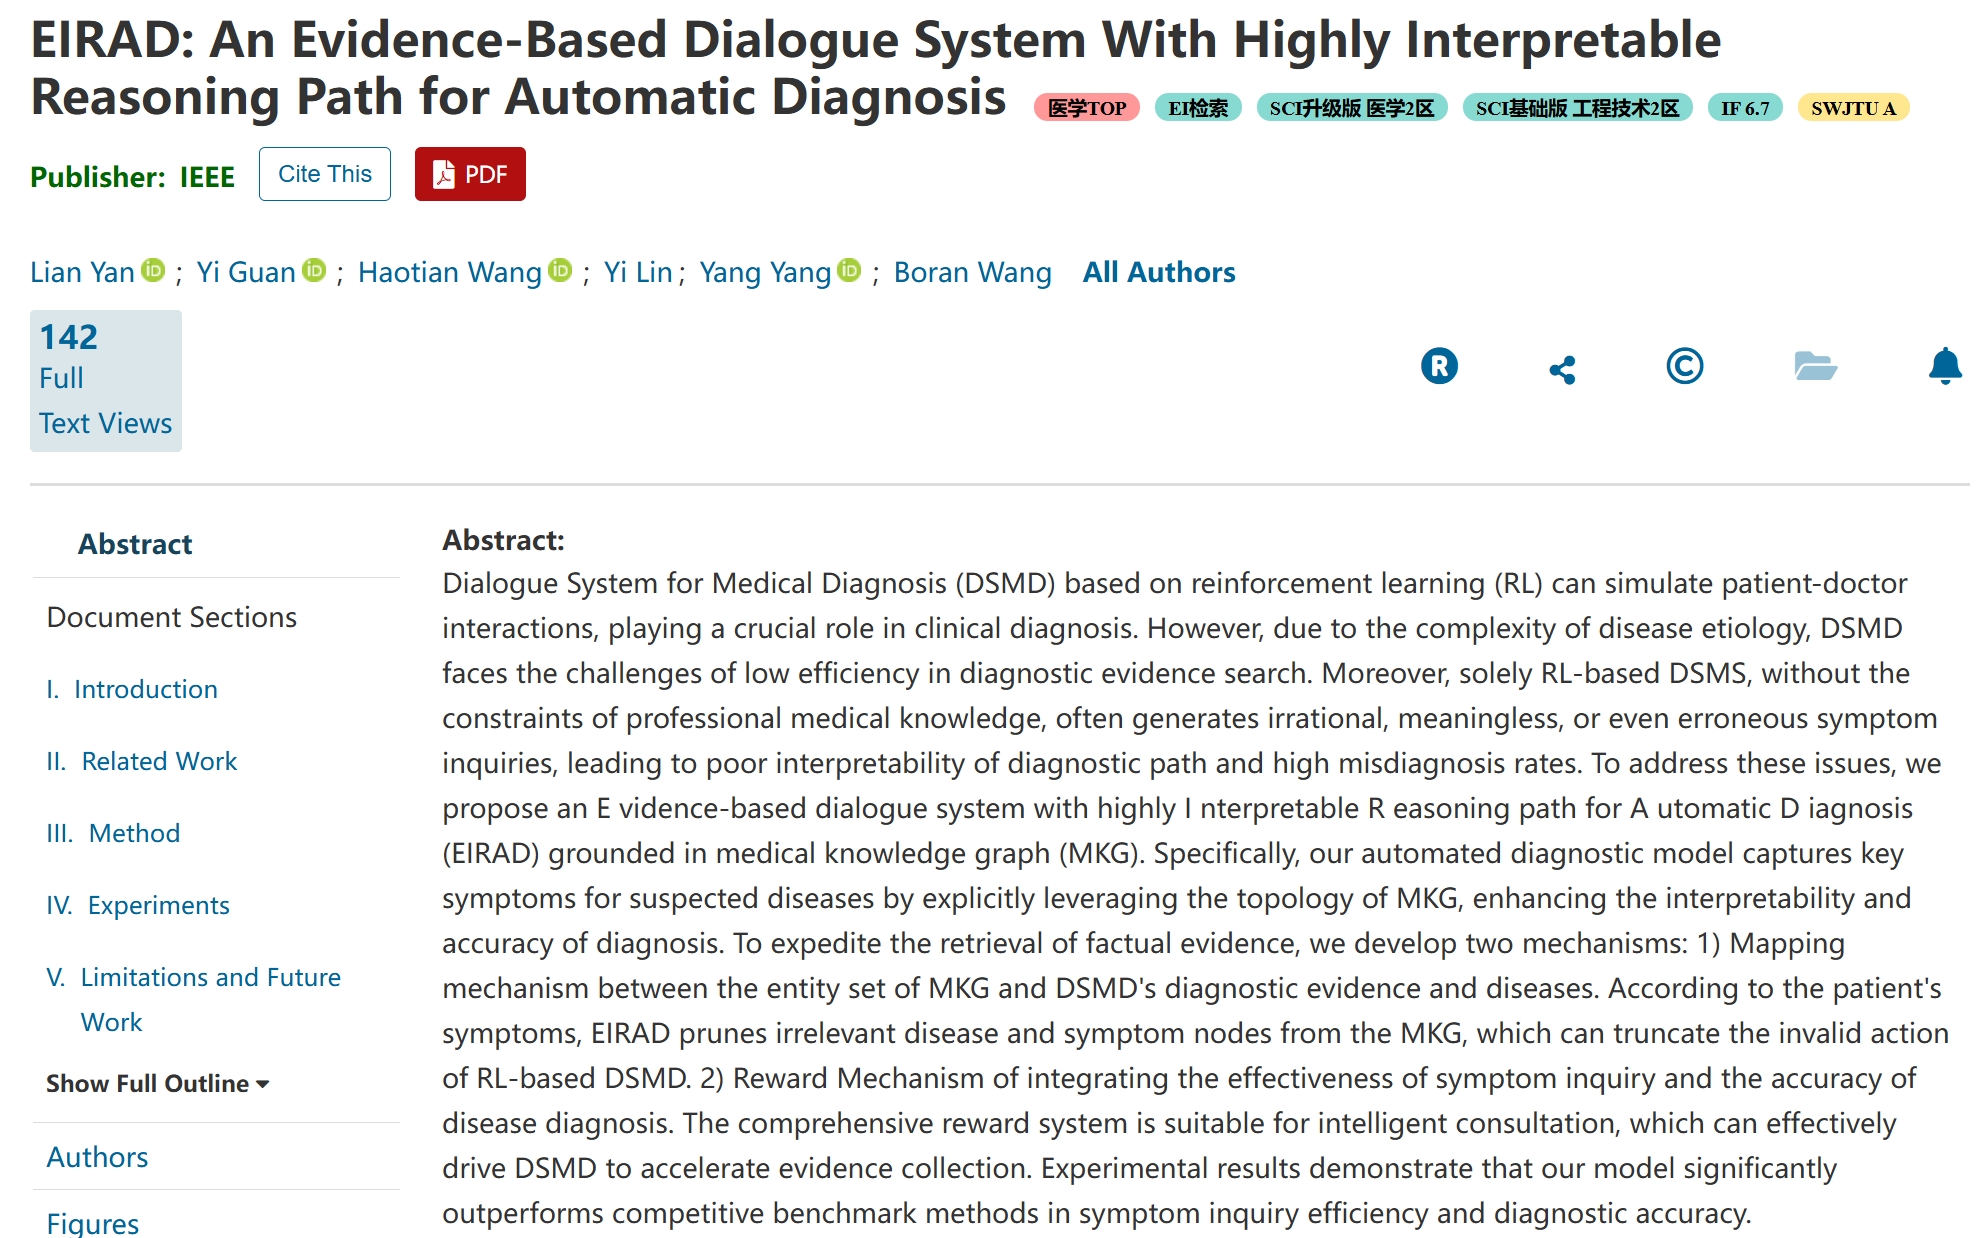 EIRAD: An Evidence-Based Dialogue System With Highly Interpretable
Reasoning Path for Automatic Diagnosis 医学TOP EI检索 SCI升级版 医学2区 SCI基础版 工程技术2区 IF 6.7 SWJTU A
Publisher: IEEE Cite This PDF
Lian Yan iD ; Yi Guan iD ; Haotian Wang iD ; Yi Lin ; Yang Yang iD ; Boran Wang All Authors
142
Full
Text Views
R C
Abstract
Document Sections
I. Introduction
II. Related Work
III. Method
IV. Experiments
V. Limitations and Future
Work
Show Full Outline
Authors
Figures
Abstract:
Dialogue System for Medical Diagnosis (DSMD) based on reinforcement learning (RL) can simulate patient-doctor
interactions, playing a crucial role in clinical diagnosis. However, due to the complexity of disease etiology, DSMD
faces the challenges of low efficiency in diagnostic evidence search. Moreover, solely RL-based DSMS, without the
constraints of professional medical knowledge, often generates irrational, meaningless, or even erroneous symptom
inquiries, leading to poor interpretability of diagnostic path and high misdiagnosis rates. To address these issues, we
propose an E vidence-based dialogue system with highly I nterpretable R easoning path for A utomatic D iagnosis
(EIRAD) grounded in medical knowledge graph (MKG). Specifically, our automated diagnostic model captures key
symptoms for suspected diseases by explicitly leveraging the topology of MKG, enhancing the interpretability and
accuracy of diagnosis. To expedite the retrieval of factual evidence, we develop two mechanisms: 1) Mapping
mechanism between the entity set of MKG and DSMD's diagnostic evidence and diseases. According to the patient's
symptoms, EIRAD prunes irrelevant disease and symptom nodes from the MKG, which can truncate the invalid action
of RL-based DSMD. 2) Reward Mechanism of integrating the effectiveness of symptom inquiry and the accuracy of
disease diagnosis. The comprehensive reward system is suitable for intelligent consultation, which can effectively
drive DSMD to accelerate evidence collection. Experimental results demonstrate that our model significantly
outperforms competitive benchmark methods in symptom inquiry efficiency and diagnostic accuracy.